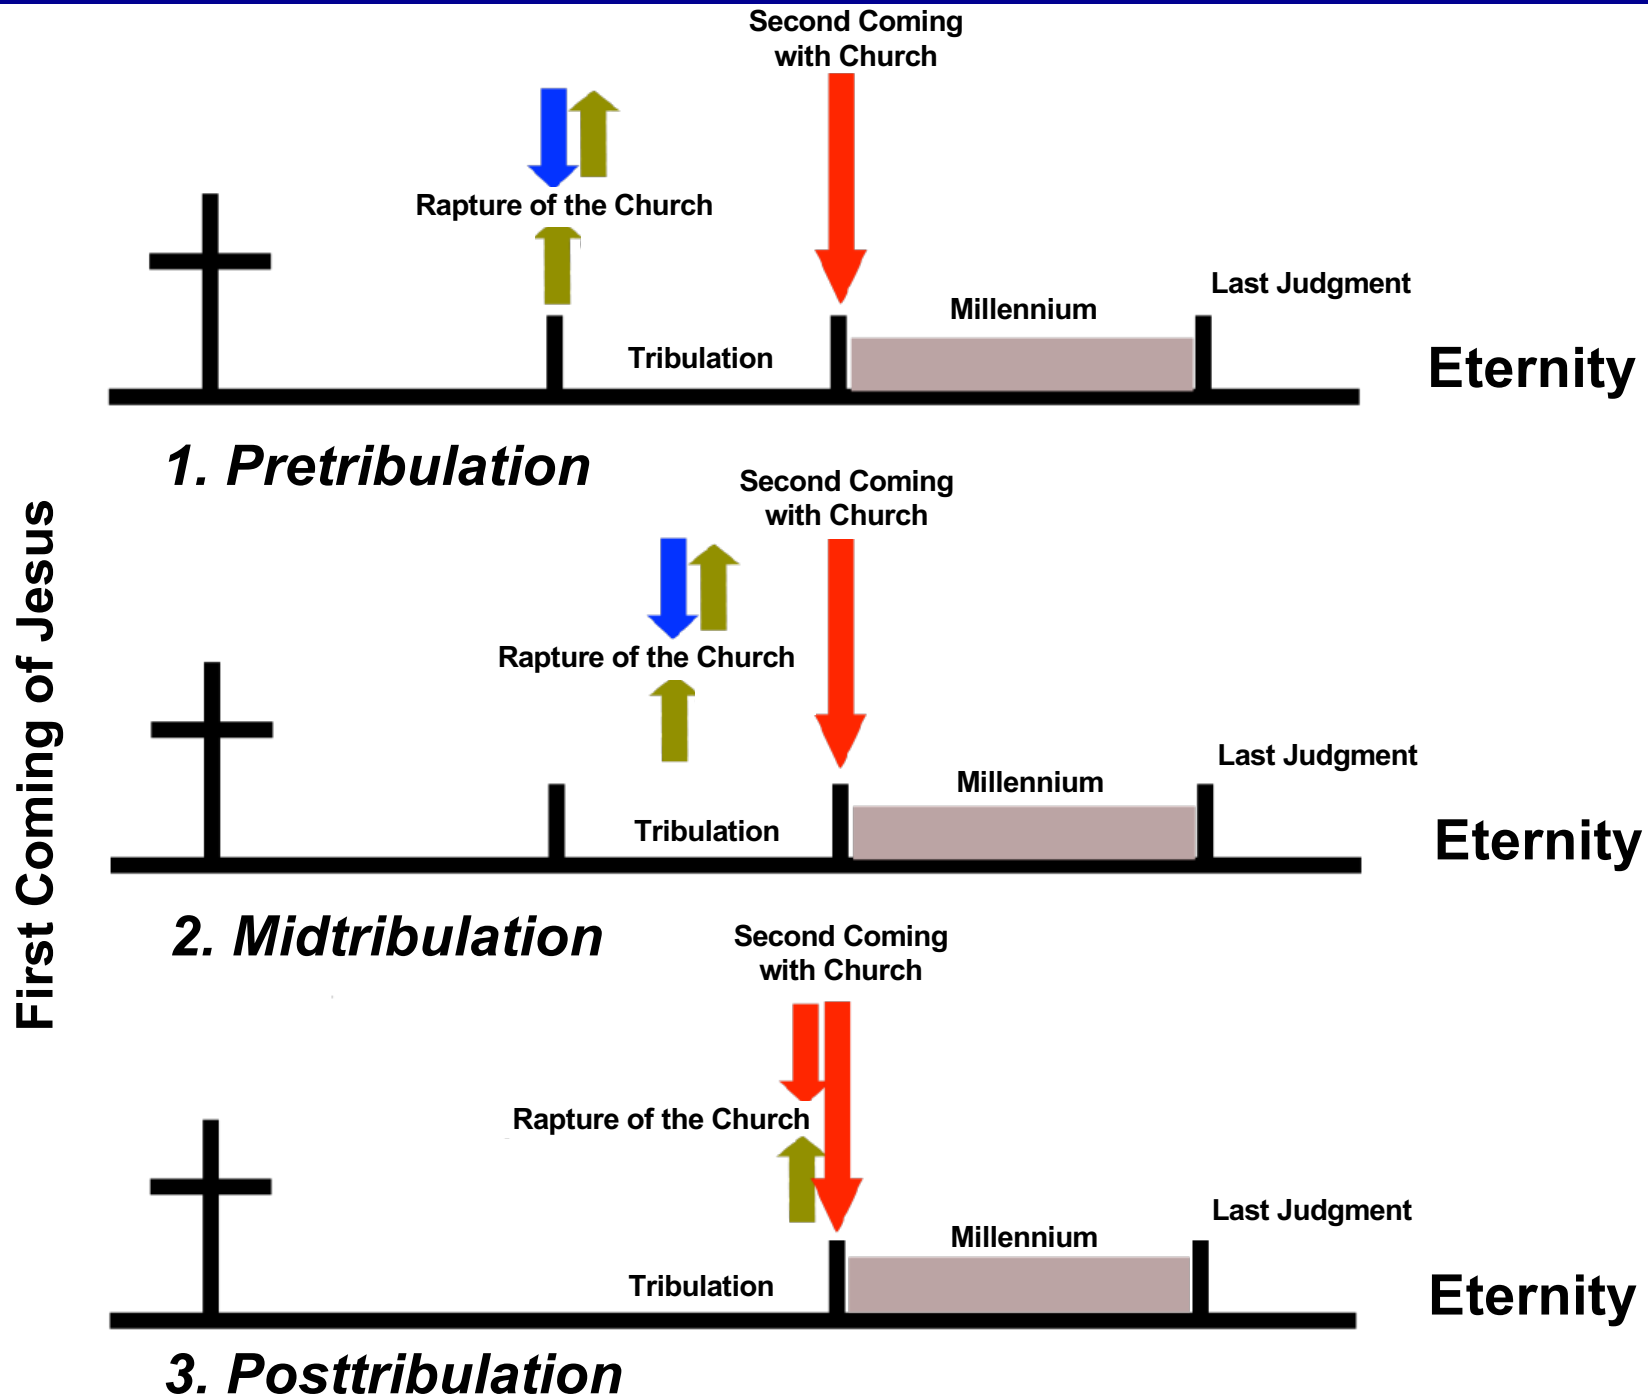 First Coming of Jesus
Second Coming
with Church
Rapture of the Church
Last Judgment
Millennium
Tribulation
Eternity
1. Pretribulation
Second Coming
with Church
Rapture of the Church
Last Judgment
Millennium
Tribulation
Eternity
2. Midtribulation
Second Coming
with Church
Rapture of the Church
Last Judgment
Millennium
Tribulation
Eternity
3. Posttribulation